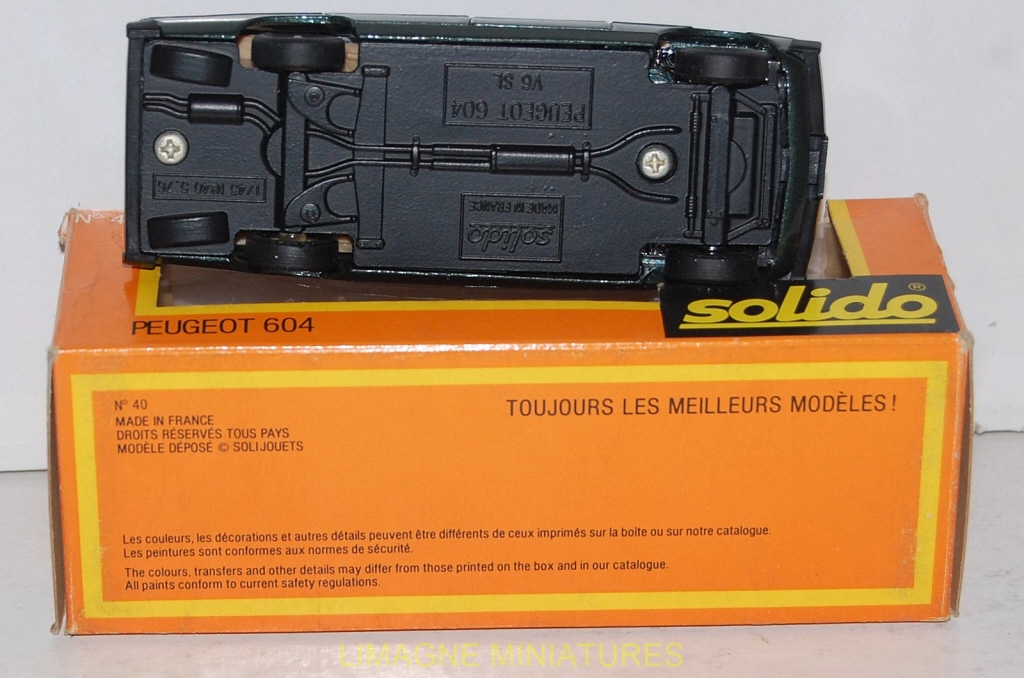 PEUGEOT 604
V6 SL
1/43 N°40 5_76
solido
MADE IN FRANCE
N° 4
PEUGEOT 604
solido®
N° 40
MADE IN FRANCE
DROITS RÉSERVÉS TOUS PAYS
MODÈLE DÉPOSÉ © SOLIJOUETS
TOUJOURS LES MEILLEURS MODÈLES !
Les couleurs, les décorations et autres détails peuvent être différents de ceux imprimés sur la boîte ou sur notre catalogue.
Les peintures sont conformes aux normes de sécurité.
The colours, transfers and other details may differ from those printed on the box and in our catalogue.
All paints conform to current safety regulations.
LIMAGNE MINIATURES